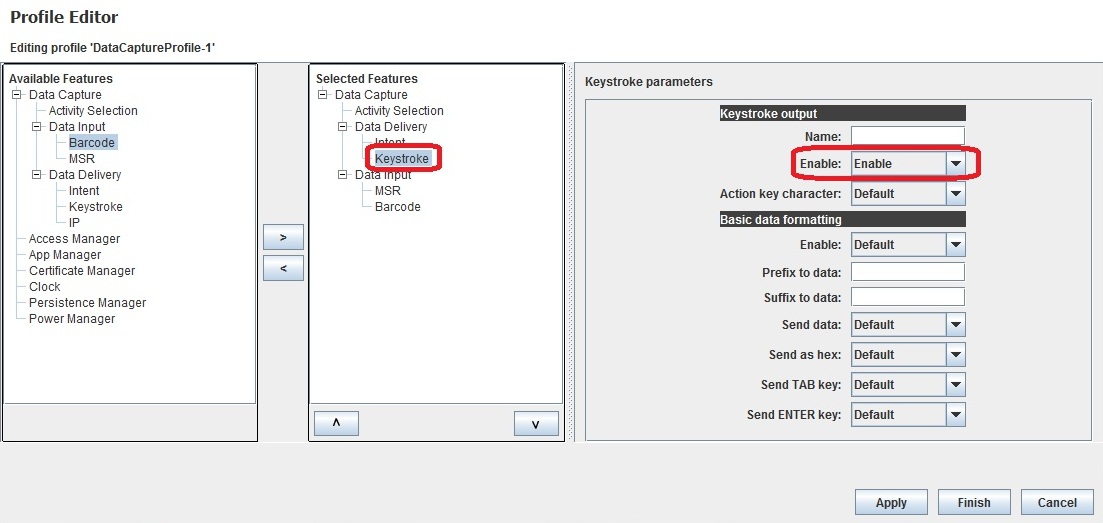 Profile Editor
Editing profile 'DataCaptureProfile-1'
Available Features
Data Capture
Activity Selection
Data Input
Barcode
MSR
Data Delivery
Intent
Keystroke
IP
Access Manager
App Manager
Certificate Manager
Clock
Persistence Manager
Power Manager
>
<
Selected Features
Data Capture
Activity Selection
Data Delivery
Intent
Keystroke
Data Input
MSR
Barcode
^
v
Keystroke parameters
Keystroke output
Name:
Enable: Enable
Action key character: Default
Basic data formatting
Enable: Default
Prefix to data:
Suffix to data:
Send data: Default
Send as hex: Default
Send TAB key: Default
Send ENTER key: Default
Apply Finish Cancel